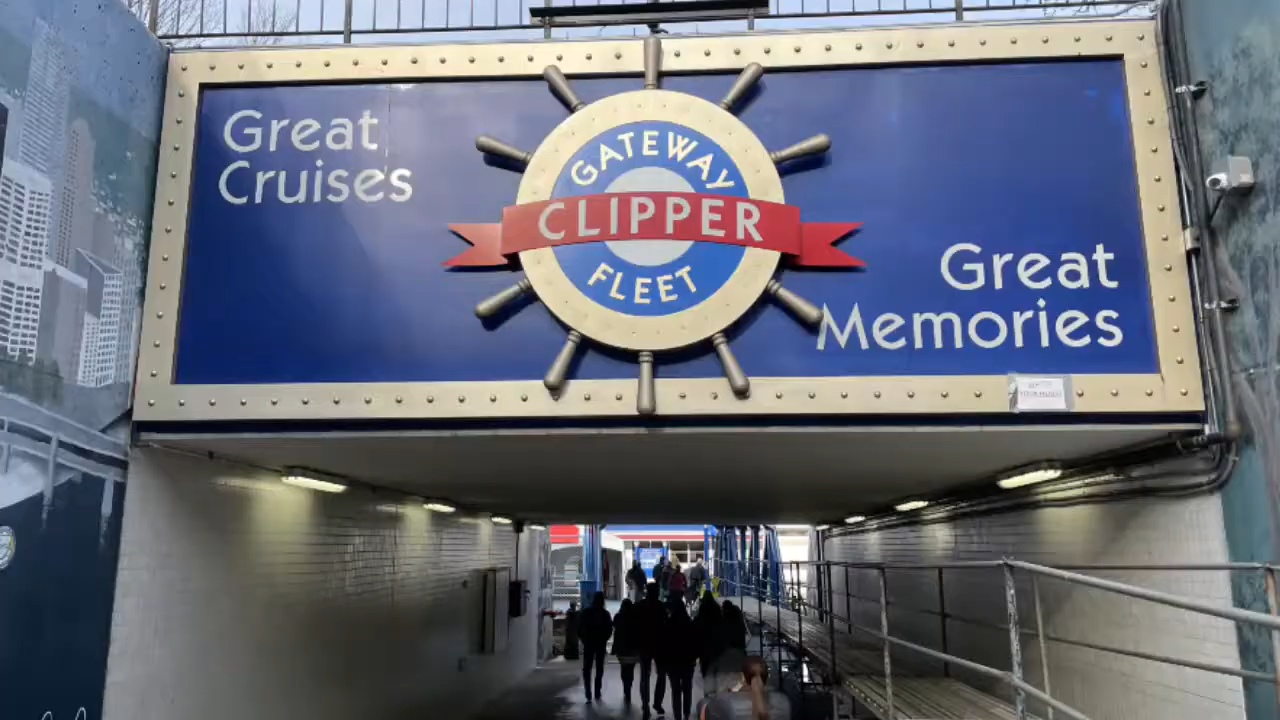 Great
Cruises
GATEWAY
CLIPPER
FLEET
Great
Memories